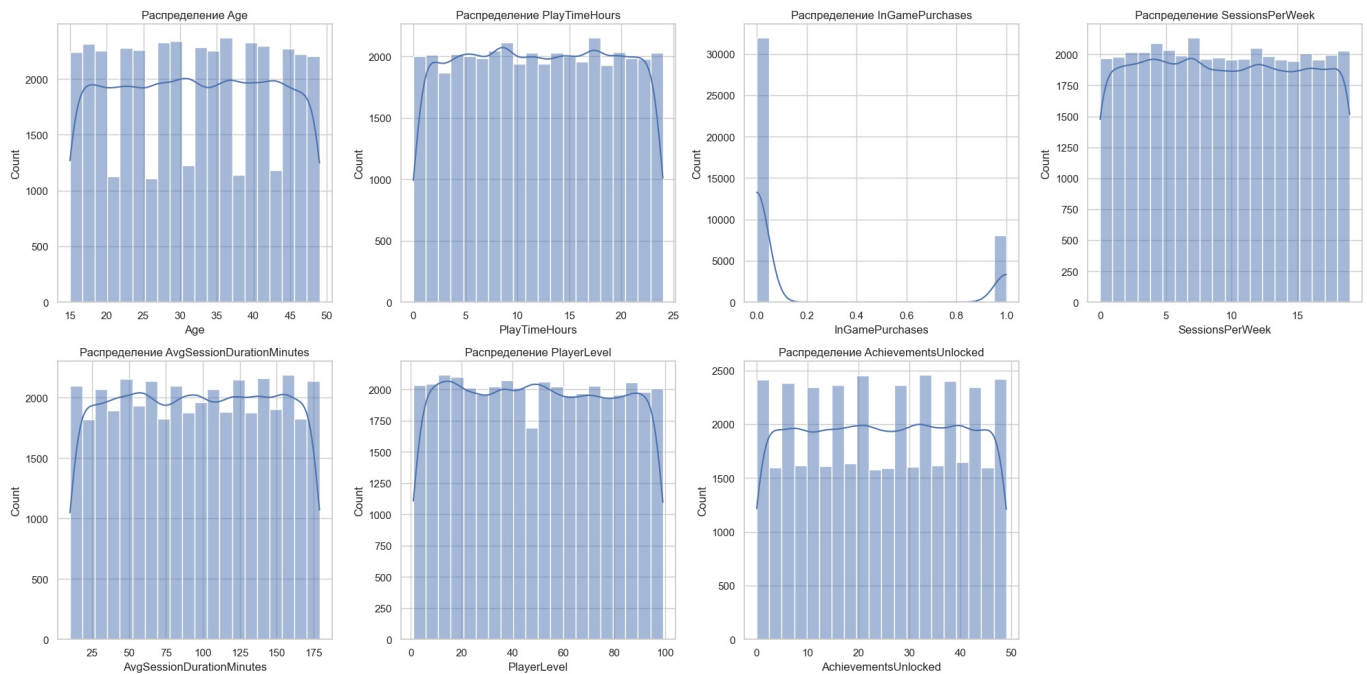 Распределение Age
Count
2000
1500
1000
500
0
15 20 25 30 35 40 45 50
Age
Распределение PlayTimeHours
Count
2000
1500
1000
500
0
0 5 10 15 20 25
PlayTimeHours
Распределение InGamePurchases
Count
30000
25000
20000
15000
10000
5000
0
0.0 0.2 0.4 0.6 0.8 1.0
InGamePurchases
Распределение SessionsPerWeek
Count
2000
1750
1500
1250
1000
750
500
250
0
0 5 10 15
SessionsPerWeek
Распределение AvgSessionDurationMinutes
Count
2000
1500
1000
500
0
25 50 75 100 125 150 175
AvgSessionDurationMinutes
Распределение PlayerLevel
Count
2000
1750
1500
1250
1000
750
500
250
0
0 20 40 60 80 100
PlayerLevel
Распределение AchievementsUnlocked
Count
2500
2000
1500
1000
500
0
0 10 20 30 40 50
AchievementsUnlocked